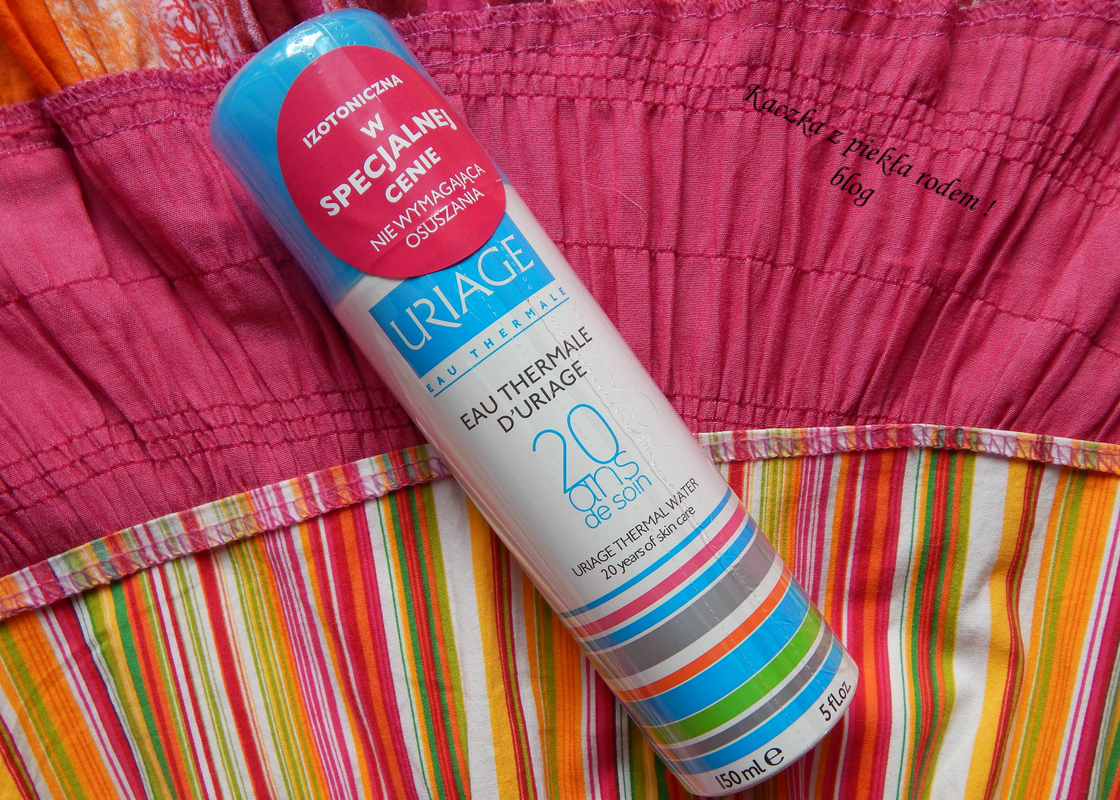 IZOTONICZNA
W
SPECJALNEJ
CENIE
NIE WYMAGAJĄCA
OSUSZANIA
URIAGE
EAU THERMALE
EAU THERMALE
D'URIAGE
20
ans
de soin
URIAGE THERMAL WATER
20 years of skin care
150 ml e
5 fl.oz
Kaczka z piekła rodem !
blog